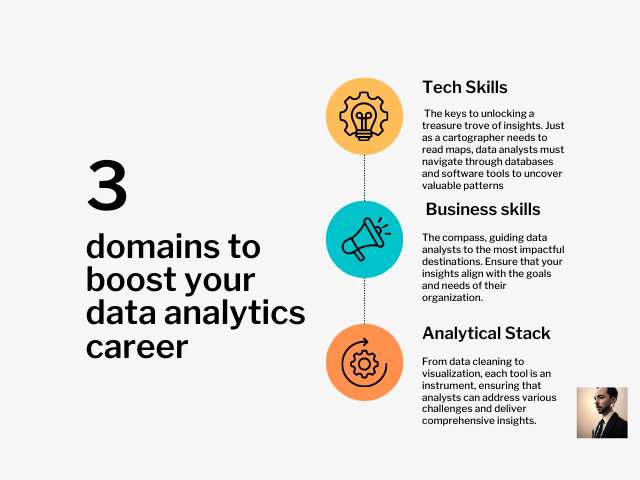 3
domains to
boost your
data analytics
career
Tech Skills
The keys to unlocking a
treasure trove of insights. Just
as a cartographer needs to
read maps, data analysts must
navigate through databases
and software tools to uncover
valuable patterns
Business skills
The compass, guiding data
analysts to the most impactful
destinations. Ensure that your
insights align with the goals
and needs of their
organization.
Analytical Stack
From data cleaning to
visualization, each tool is an
instrument, ensuring that
analysts can address various
challenges and deliver
comprehensive insights.